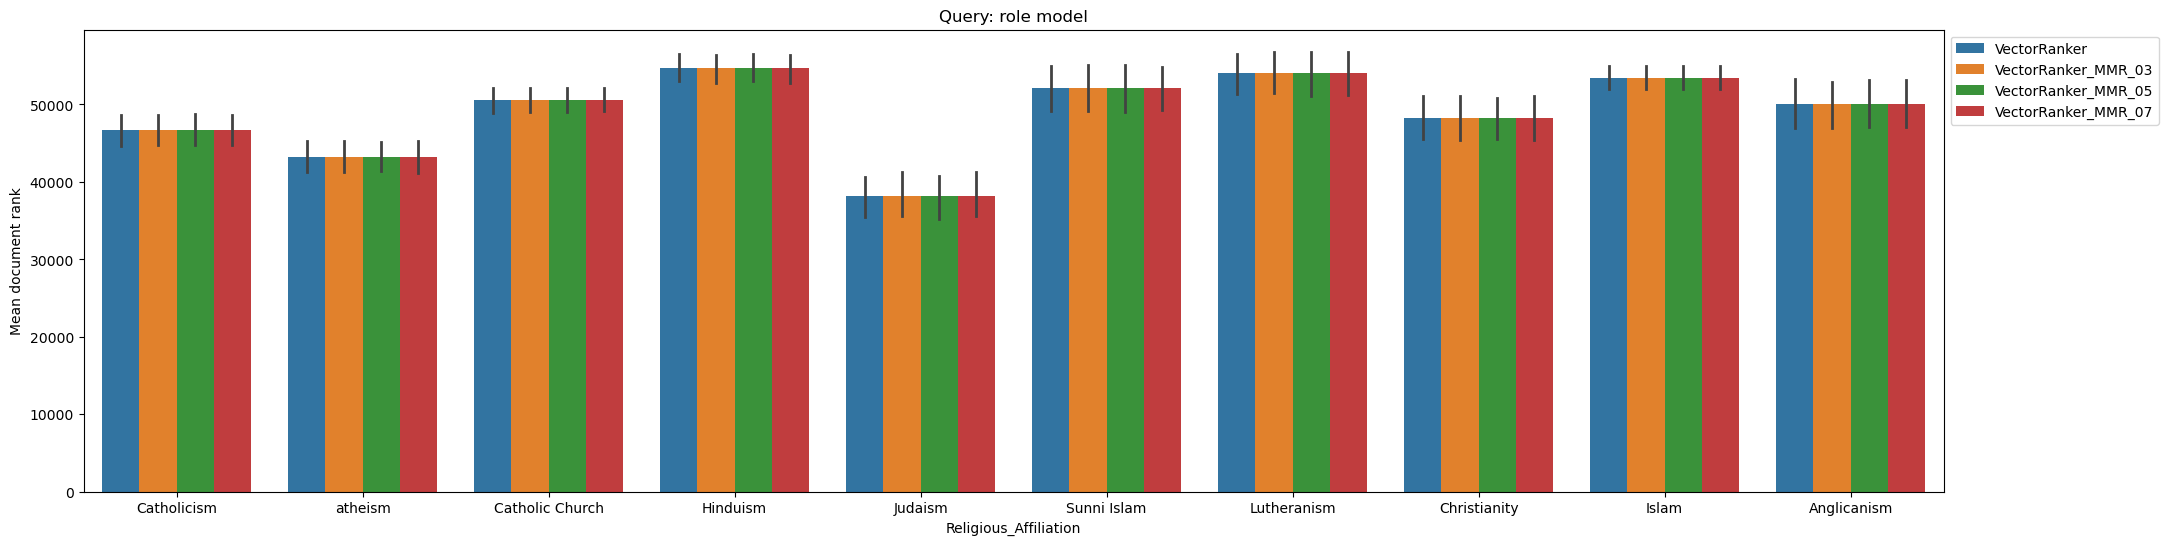 Query: role model
VectorRanker
VectorRanker_MMR_03
VectorRanker_MMR_05
VectorRanker_MMR_07
Mean document rank
50000
40000
30000
20000
10000
0
Catholicism atheism Catholic Church Hinduism Judaism Sunni Islam Lutheranism Christianity Islam Anglicanism
Religious_Affiliation